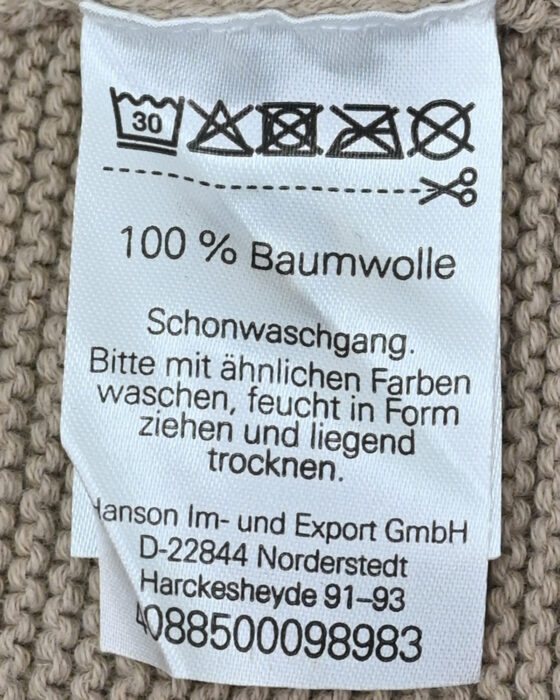 30
100 % Baumwolle
Schonwaschgang.
Bitte mit ähnlichen Farben
waschen, feucht in Form
ziehen und liegend
trocknen.
Hanson Im- und Export GmbH
D-22844 Norderstedt
Harckesheyde 91-93
4088500098983